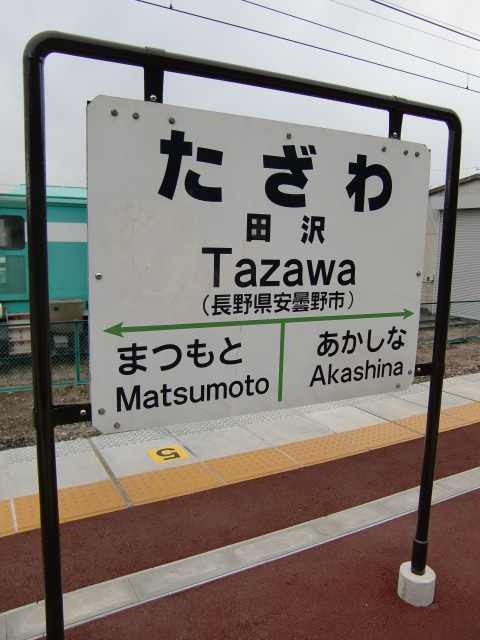 たざわ
田沢
Tazawa
(長野県安曇野市)
まつもと
Matsumoto
あかしな
Akashina
5